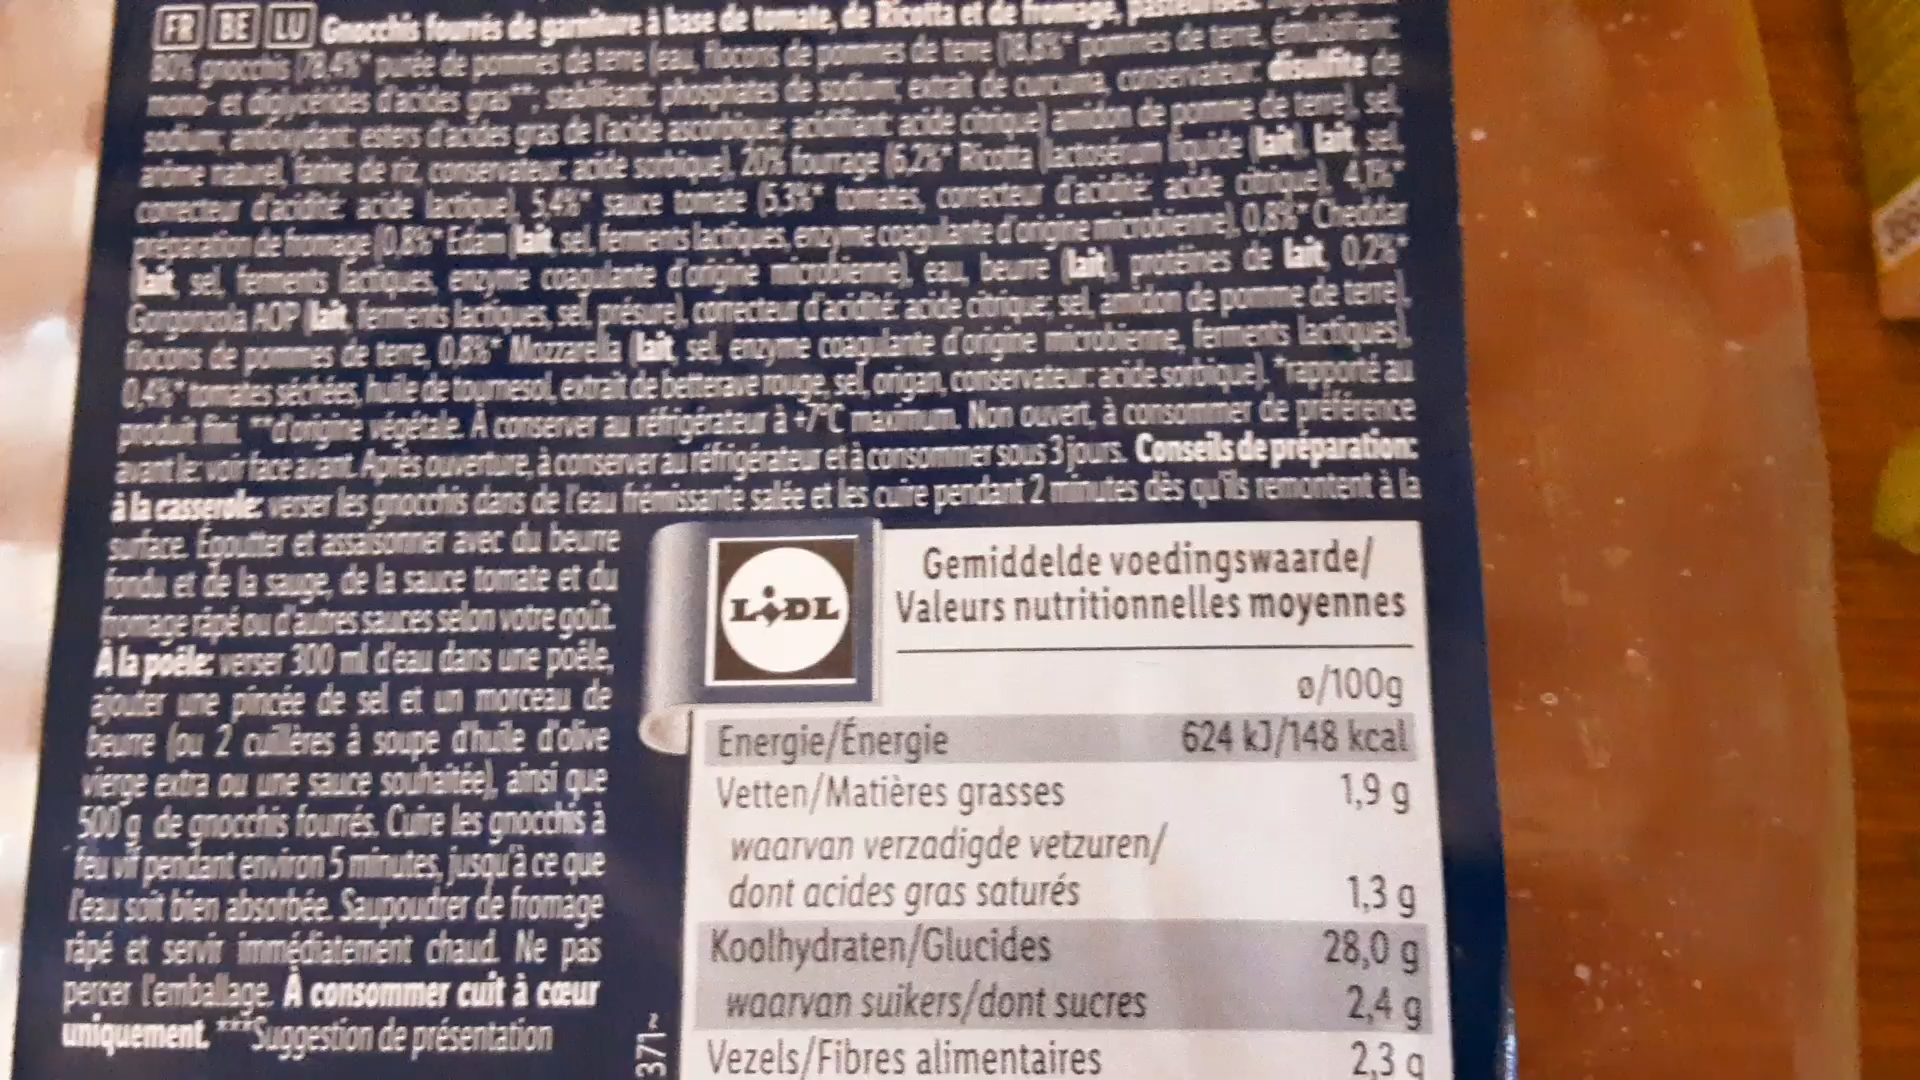 FR BE LU Gnocchis fourrés de garniture à base de tomate, de Ricotta et de fromage,
80% gnocchis (78,4%* purée de pommes de terre (eau, flocons de pommes de terre (18,8%* pommes de terre, émulsifiant:
mono- et diglycérides d'acides gras**, stabilisant: phosphates de sodium, extrait de curcuma, conservateur: disulfite de
sodium, antioxydant: esters d'acides gras de l'acide ascorbique, acidifiant: acide citrique), amidon de pomme de terre), sel,
arôme naturel, farine de riz, conservateur: acide sorbique), 20% fourrage (6,2%* Ricotta (lactosérum liquide (lait), lait, sel,
correcteur d'acidité: acide lactique), 5,4%* sauce tomate (5,3%* tomates, correcteur d'acidité: acide citrique), 4,1%*
préparation de fromage (0,8%* Edam (lait, sel, ferments lactiques, enzyme coagulante d'origine microbienne), 0,8%* Cheddar
lait, sel, ferments lactiques, enzyme coagulante d'origine microbienne), eau, beurre (lait), protéines de lait, 0,2%*
Gorgonzola AOP (lait, ferments lactiques, sel, présure), correcteur d'acidité: acide citrique; sel, amidon de pomme de terre),
flocons de pommes de terre, 0,8%* Mozzarella (lait, sel, enzyme coagulante d'origine microbienne, ferments lactiques),
0,4%* tomates séchées, huile de tournesol, extrait de betterave rouge, sel, origan, conservateur: acide sorbique). *rapporté au
produit fini. **d'origine végétale. À conserver au réfrigérateur à +7°C maximum. Non ouvert, à consommer de préférence
avant le: voir face avant. Après ouverture, à conserver au réfrigérateur et à consommer sous 3 jours. Conseils de préparation:
à la casserole: verser les gnocchis dans de l'eau frémissante salée et les cuire pendant 2 minutes dès qu'ils remontent à la
surface. Égoutter et assaisonner avec du beurre
fondu et de la sauge, de la sauce tomate et du
fromage râpé ou d'autres sauces selon votre goût.
À la poêle: verser 300 ml d'eau dans une poêle,
ajouter une pincée de sel et un morceau de
beurre (ou 2 cuillères à soupe d'huile d'olive
vierge extra ou une sauce souhaitée), ainsi que
500 g de gnocchis fourrés. Cuire les gnocchis à
feu vif pendant environ 5 minutes, jusqu'à ce que
l'eau soit bien absorbée. Saupoudrer de fromage
râpé et servir immédiatement chaud. Ne pas
percer l'emballage. À consommer cuit à cœur
uniquement. ***Suggestion de présentation
371~
LIDL
Gemiddelde voedingswaarde/
Valeurs nutritionnelles moyennes
ø/100g
Energie/Énergie 624 kJ/148 kcal
Vetten/Matières grasses 1,9 g
waarvan verzadigde vetzuren/
dont acides gras saturés 1,3 g
Koolhydraten/Glucides 28,0 g
waarvan suikers/dont sucres 2,4 g
Vezels/Fibres alimentaires 2,3 g